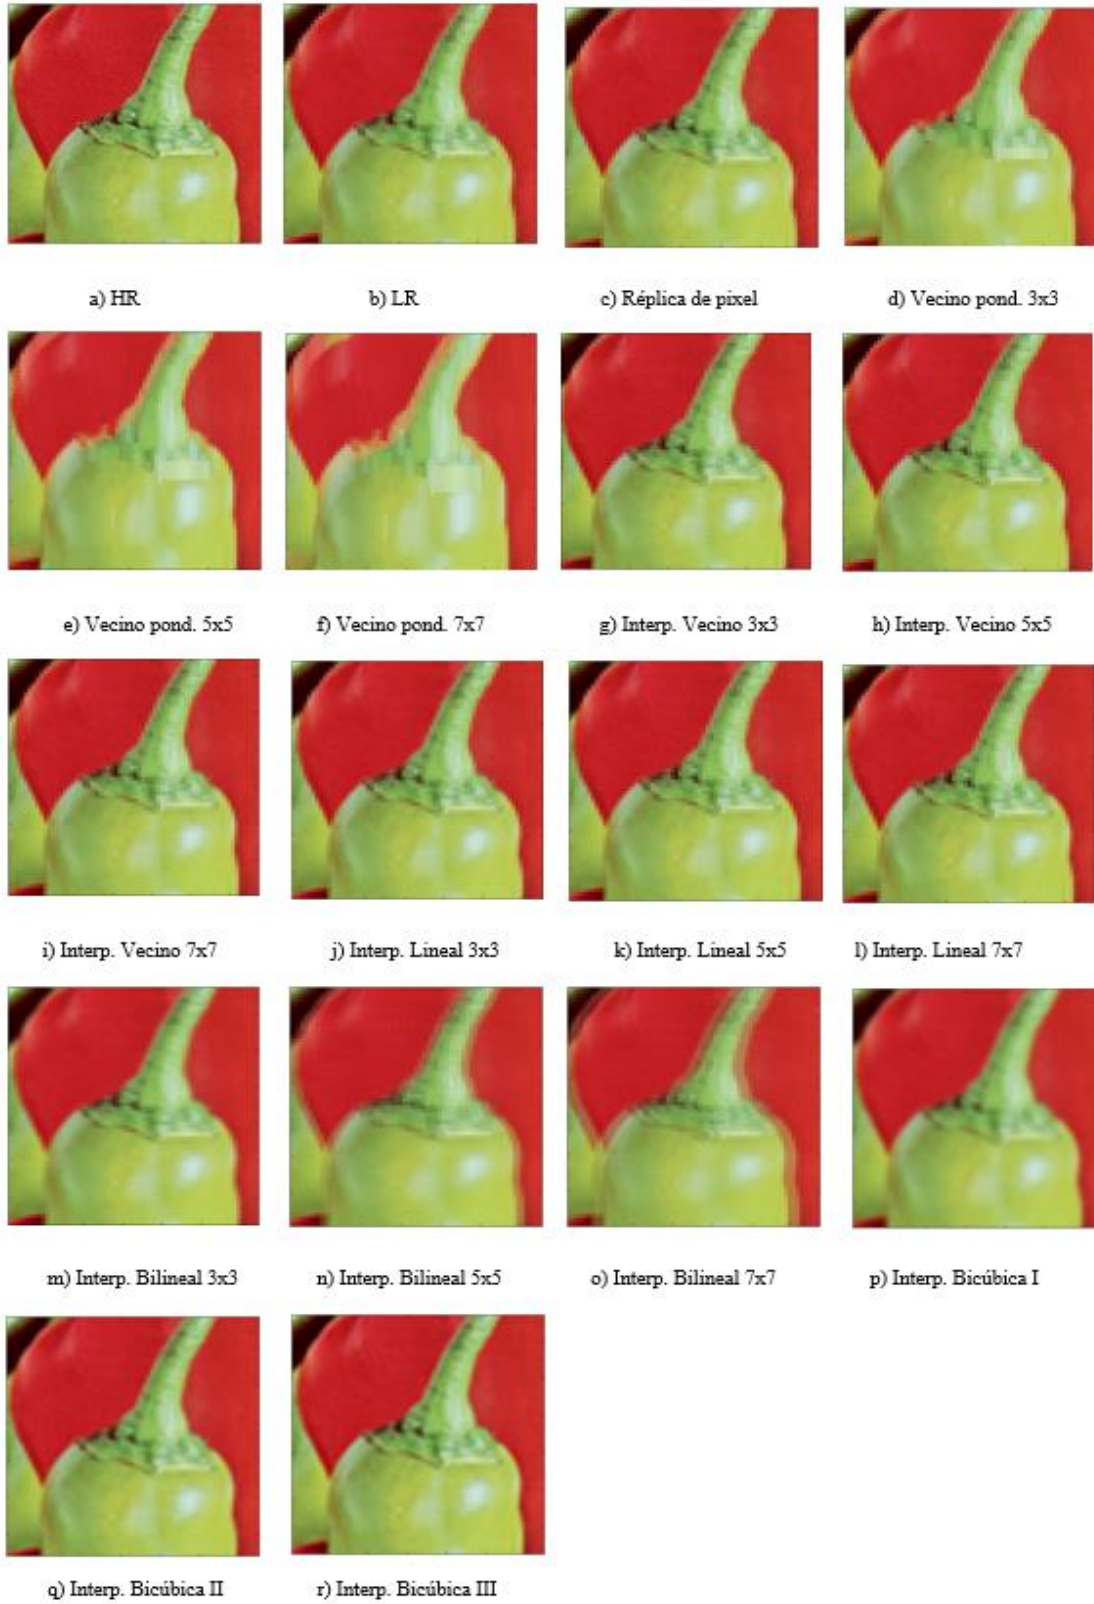 a) HR
b) LR
c) Réplica de pixel
d) Vecino pond. 3x3
e) Vecino pond. 5x5
f) Vecino pond. 7x7
g) Interp. Vecino 3x3
h) Interp. Vecino 5x5
i) Interp. Vecino 7x7
j) Interp. Lineal 3x3
k) Interp. Lineal 5x5
l) Interp. Lineal 7x7
m) Interp. Bilineal 3x3
n) Interp. Bilineal 5x5
o) Interp. Bilineal 7x7
p) Interp. Bicúbica I
q) Interp. Bicúbica II
r) Interp. Bicúbica III